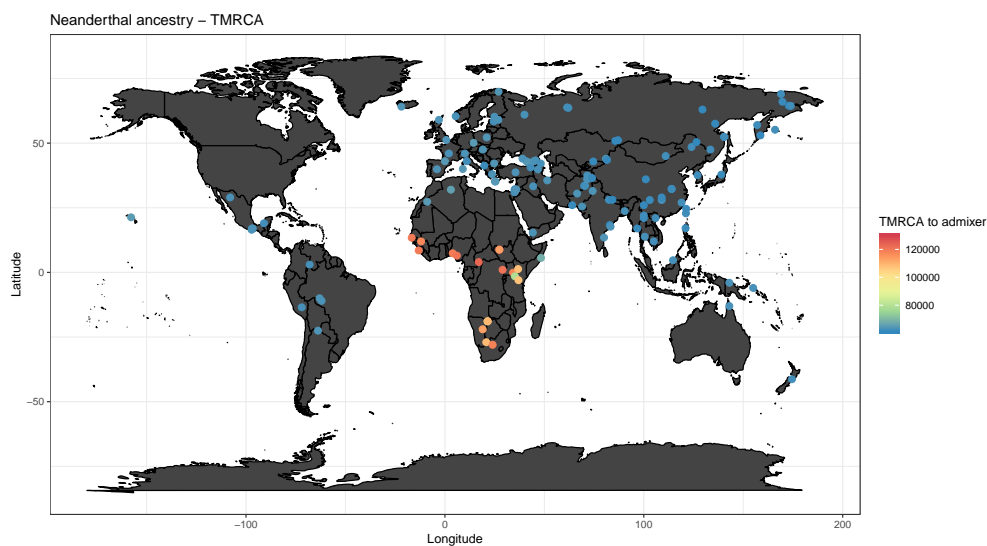 Neanderthal ancestry − TMRCA
50
0
−50
Latitude
−100
0
100
200
Longitude
TMRCA to admixer
120000
100000
80000